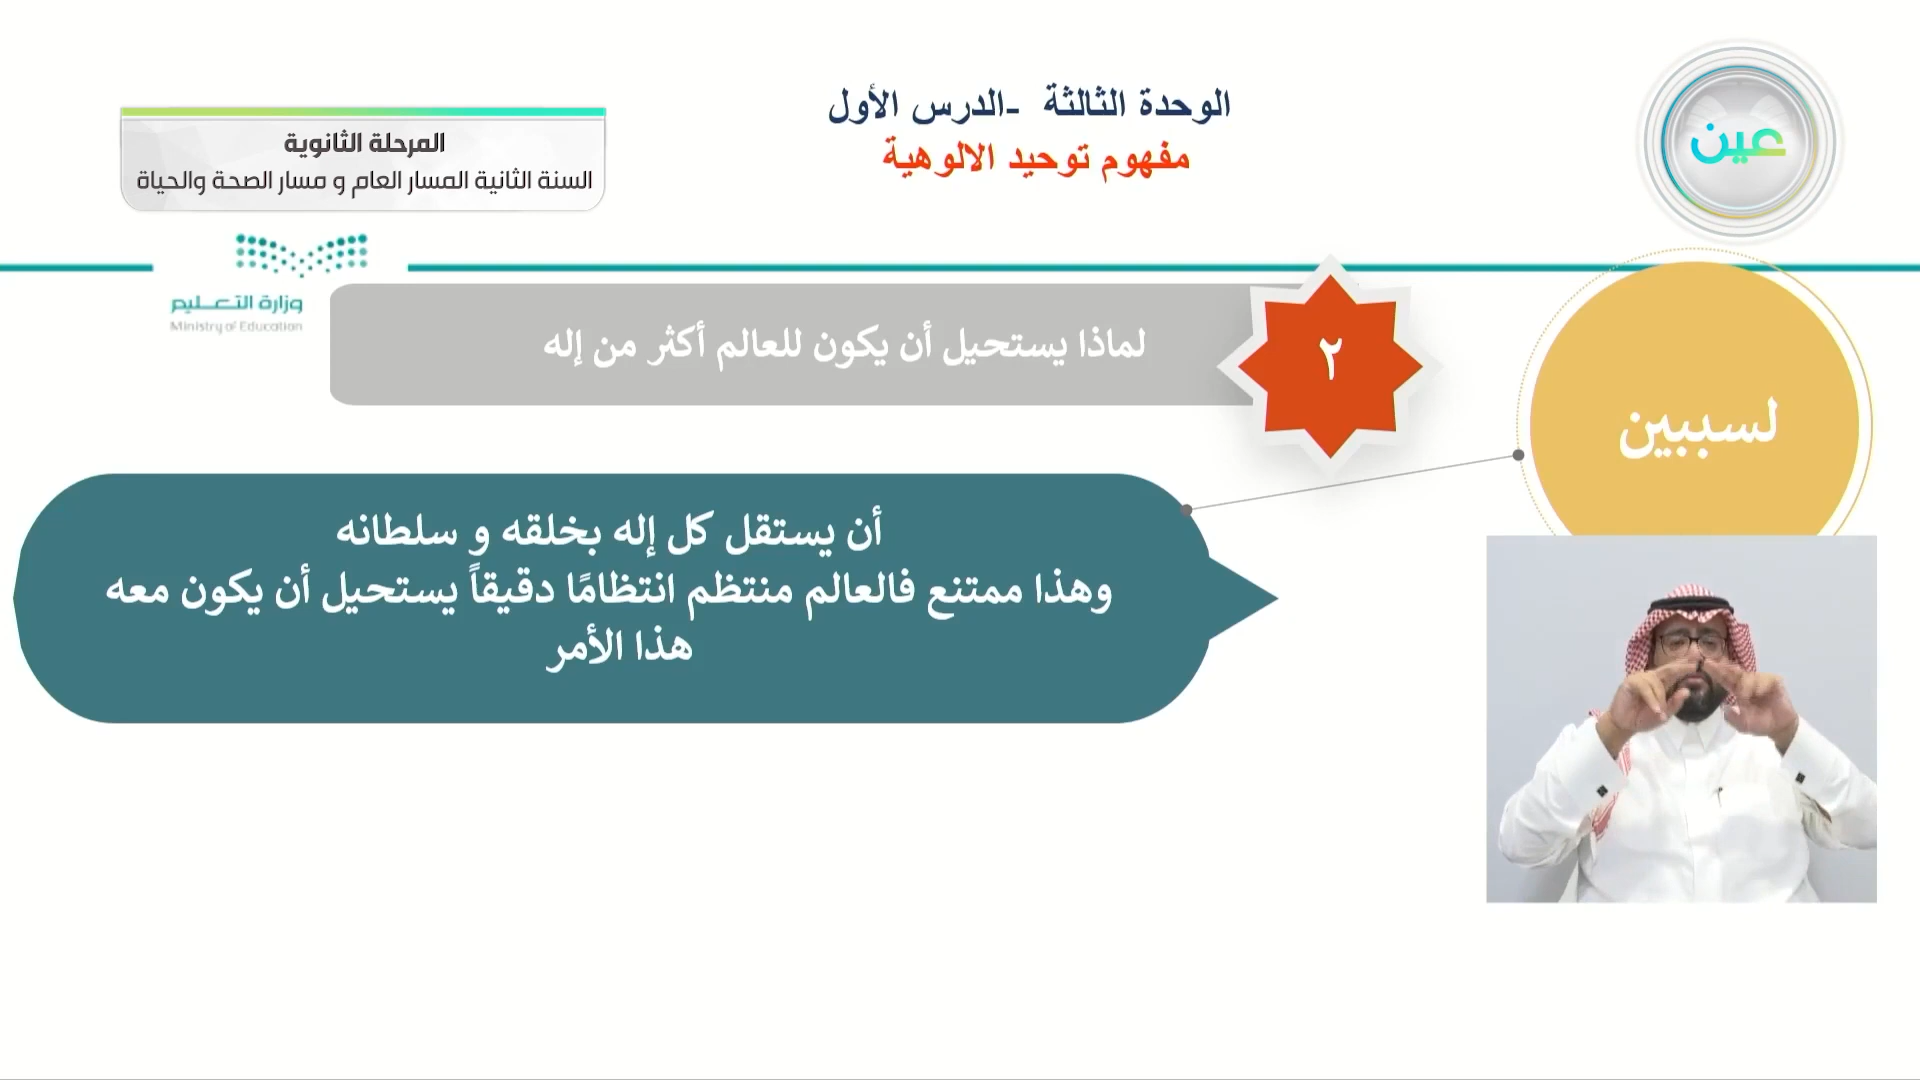 الوحدة الثالثة -الدرس الأول
مفهوم توحيد الالوهية
عين
المرحلة الثانوية
السنة الثانية المسار العام و مسار الصحة والحياة
وزارة التعليم
Ministry of Education
٢
لماذا يستحيل أن يكون للعالم أكثر من إله
لسببين
أن يستقل كل إله بخلقه و سلطانه
وهذا ممتنع فالعالم منتظم انتظامًا دقيقاً يستحيل أن يكون معه
هذا الأمر